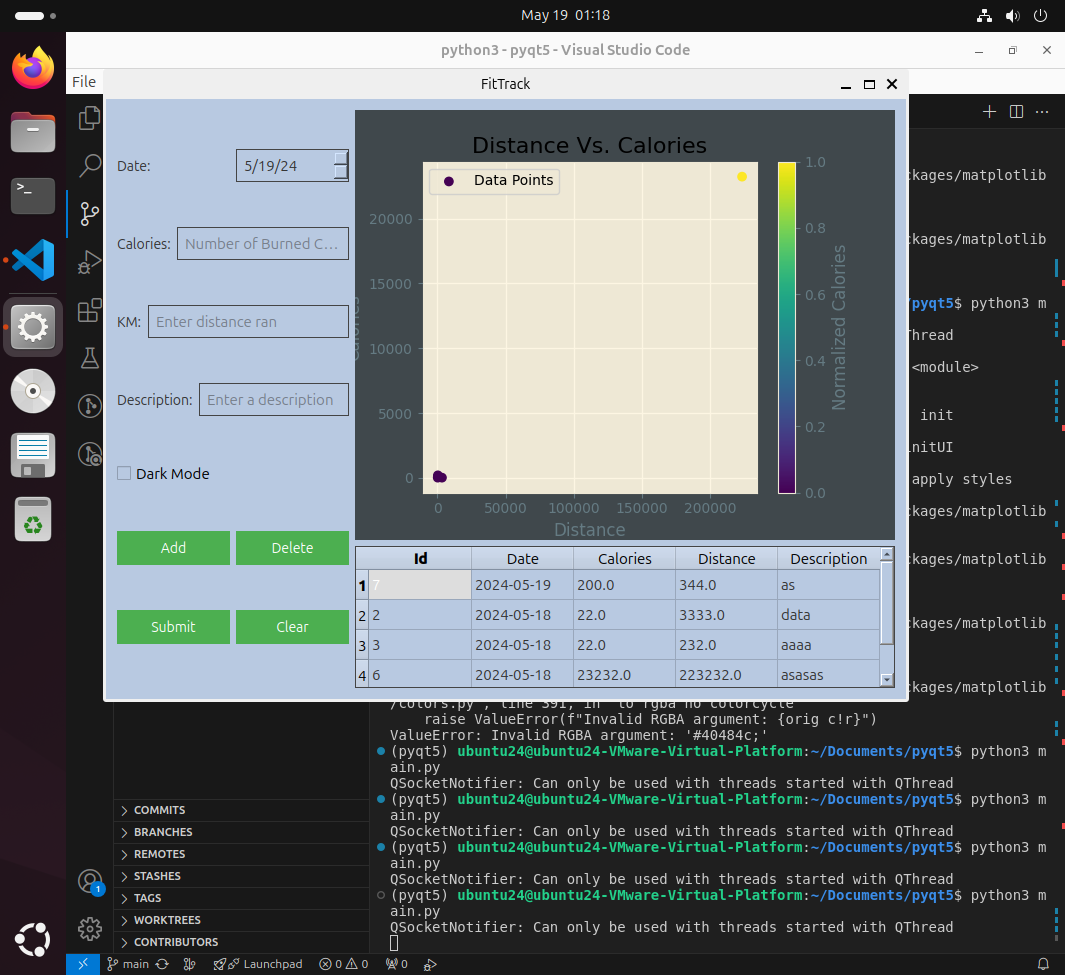 May 19 01:18
python3 - pyqt5 - Visual Studio Code
File
FitTrack
Date:
5/19/24
Calories:
Number of Burned C...
KM:
Enter distance ran
Description:
Enter a description
Dark Mode
Add
Delete
Submit
Clear
Distance Vs. Calories
Data Points
20000
15000
10000
5000
0
0
50000
100000
150000
200000
Distance
Calories
1.0
0.8
0.6
0.4
0.2
0.0
Normalized Calories
Id Date Calories Distance Description
1 7 2024-05-19 200.0 344.0 as
2 2 2024-05-18 22.0 3333.0 data
3 3 2024-05-18 22.0 232.0 aaaa
4 6 2024-05-18 23232.0 223232.0 asasas
ckages/matplotlib
ckages/matplotlib
/pyqt5$ python3 m
Thread
<module>
init
initUI
apply styles
ckages/matplotlib
ckages/matplotlib
ckages/matplotlib
ckages/matplotlib
/colors.py", line 391, in to rgba no colorcycle
raise ValueError(f"Invalid RGBA argument: {orig c!r}")
ValueError: Invalid RGBA argument: '#40484c;'
(pyqt5) ubuntu24@ubuntu24-VMware-Virtual-Platform:~/Documents/pyqt5$ python3 m
ain.py
QSocketNotifier: Can only be used with threads started with QThread
(pyqt5) ubuntu24@ubuntu24-VMware-Virtual-Platform:~/Documents/pyqt5$ python3 m
ain.py
QSocketNotifier: Can only be used with threads started with QThread
(pyqt5) ubuntu24@ubuntu24-VMware-Virtual-Platform:~/Documents/pyqt5$ python3 m
ain.py
QSocketNotifier: Can only be used with threads started with QThread
(pyqt5) ubuntu24@ubuntu24-VMware-Virtual-Platform:~/Documents/pyqt5$ python3 m
ain.py
QSocketNotifier: Can only be used with threads started with QThread
COMMITS
BRANCHES
REMOTES
STASHES
TAGS
WORKTREES
CONTRIBUTORS
1
main
Launchpad
0
0
0